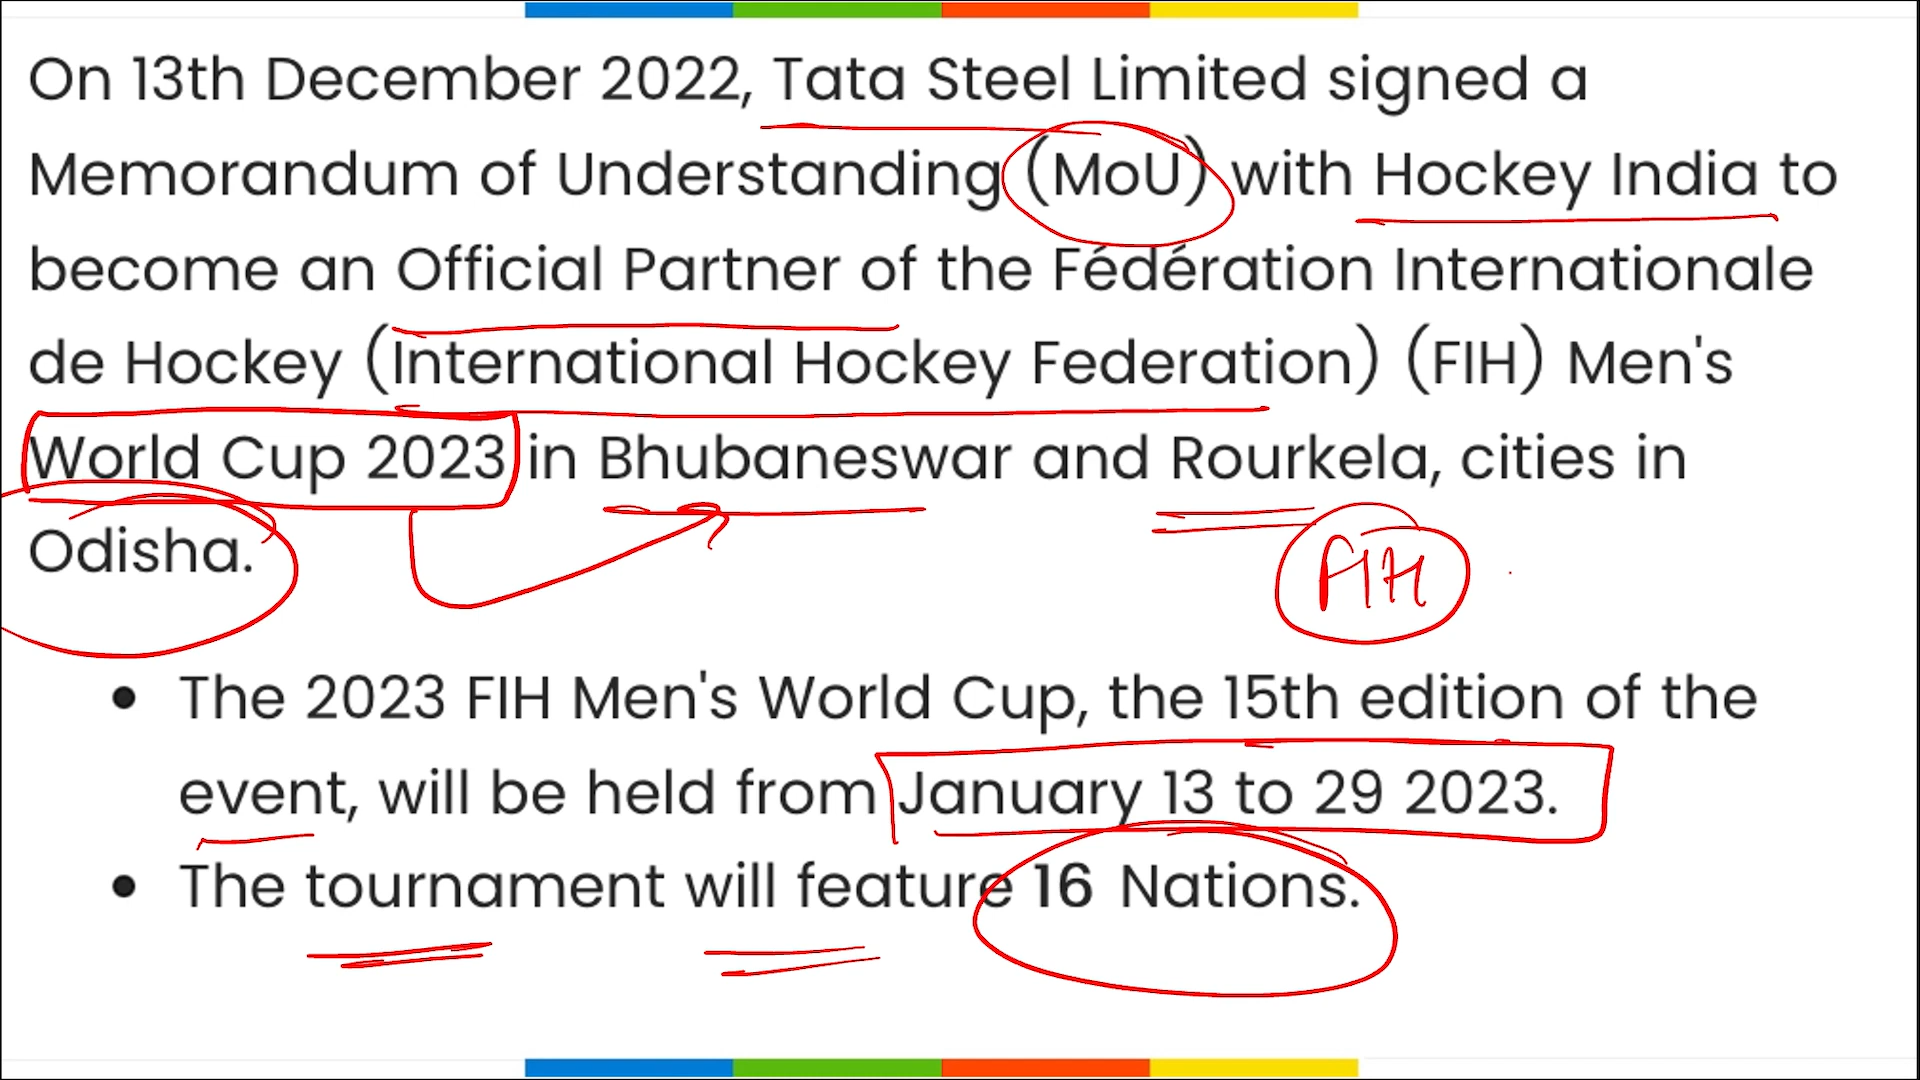 On 13th December 2022, Tata Steel Limited signed a
Memorandum of Understanding (MoU) with Hockey India to
become an Official Partner of the Fédération Internationale
de Hockey (International Hockey Federation) (FIH) Men's
World Cup 2023 in Bhubaneswar and Rourkela, cities in
Odisha.
FIH
• The 2023 FIH Men's World Cup, the 15th edition of the
event, will be held from January 13 to 29 2023.
• The tournament will feature 16 Nations.